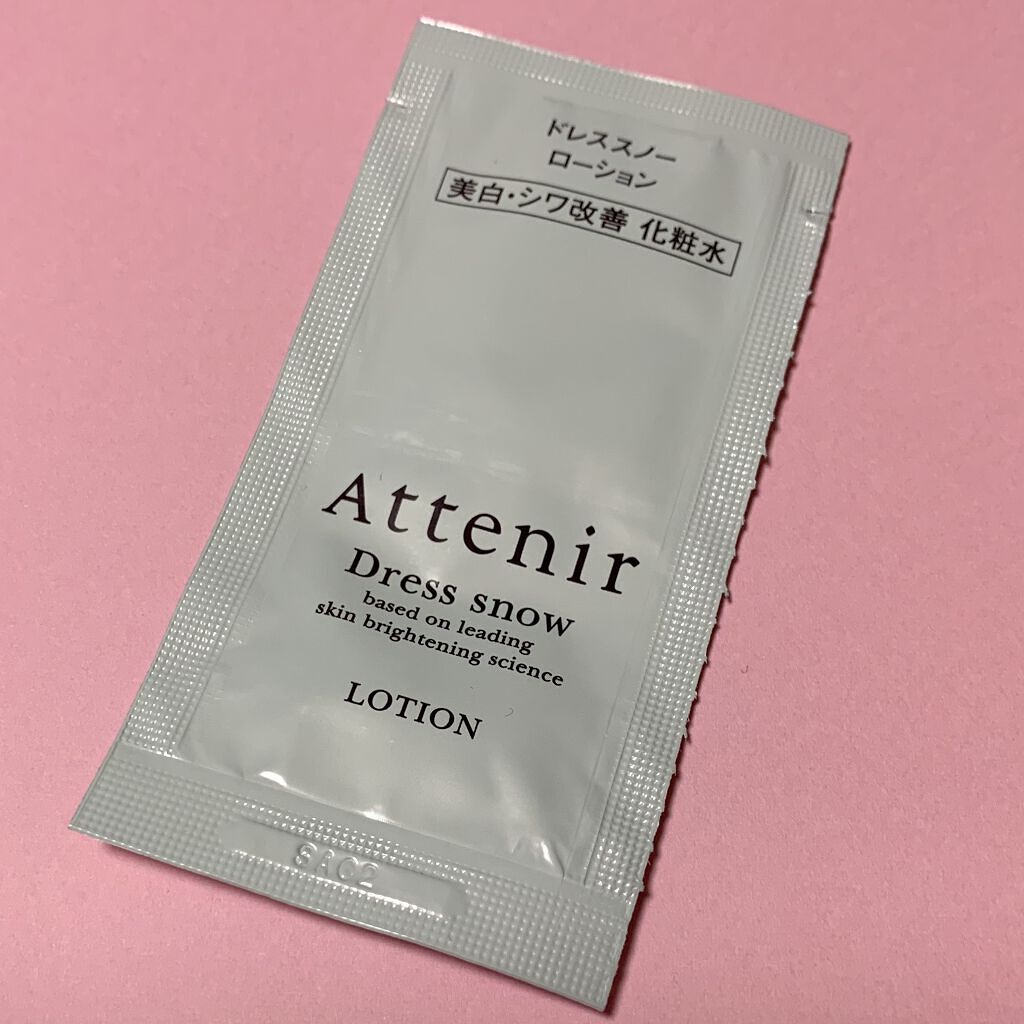 ドレススノー
ローション
美白・シワ改善 化粧水
Attenir
Dress snow
based on leading
skin brightening science
LOTION